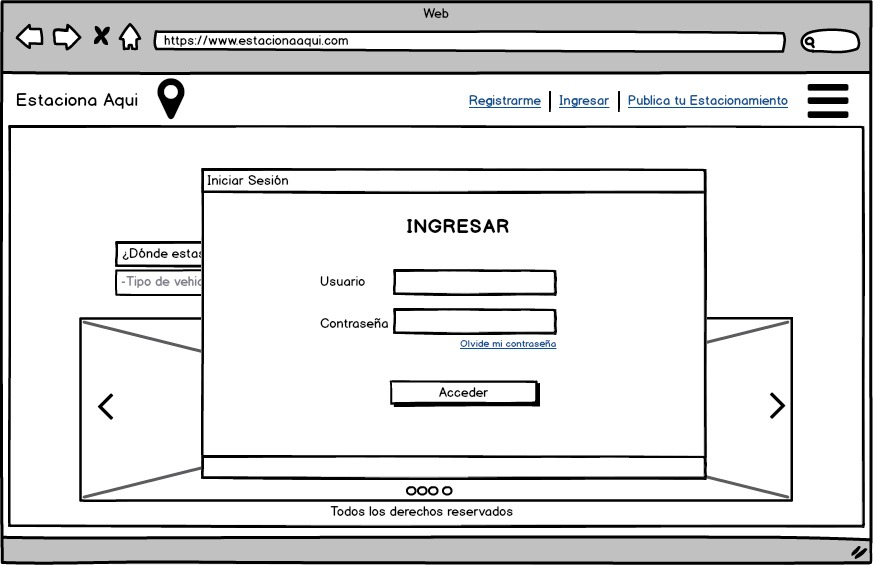 Web
https://www.estacionaaqui.com
Estaciona Aqui
Registrarme | Ingresar | Publica tu Estacionamiento
Iniciar Sesión
INGRESAR
¿Dónde estas
-Tipo de vehic
Usuario
Contraseña
Olvide mi contraseña
Acceder
Todos los derechos reservados